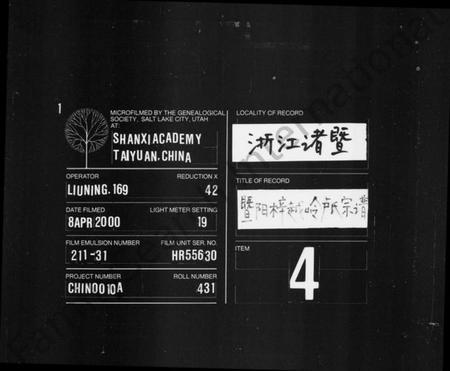 1
MICROFILMED BY THE GENEALOGICAL
SOCIETY, SALT LAKE CITY, UTAH
AT:
SHANXI ACADEMY
TAIYUAN. CHINA
OPERATOR REDUCTION X
LIUNING. 169 42
DATE FILMED LIGHT METER SETTING
8APR 2000 19
FILM EMULSION NUMBER FILM UNIT SER. NO.
211-31 HR55630
PROJECT NUMBER ROLL NUMBER
CHINOO10A 431
LOCALITY OF RECORD
浙江诸暨
TITLE OF RECORD
暨阳梓 宗谱
ITEM
4